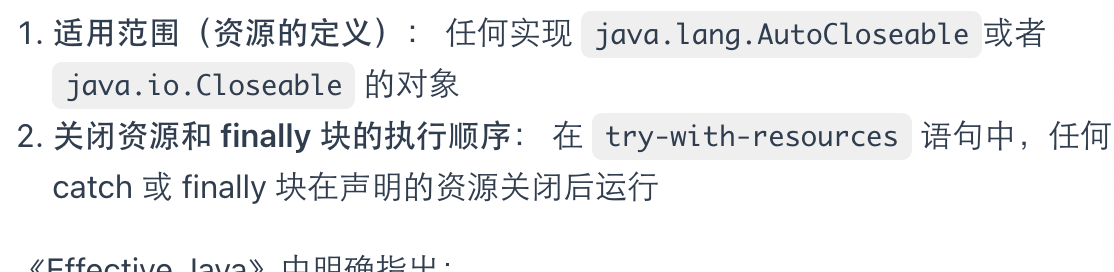 1. 适用范围（资源的定义）： 任何实现 java.lang.AutoCloseable 或者
java.io.Closeable 的对象
2. 关闭资源和 finally 块的执行顺序： 在 try-with-resources 语句中，任何
catch 或 finally 块在声明的资源关闭后运行
《Effective Java》中明确指出：